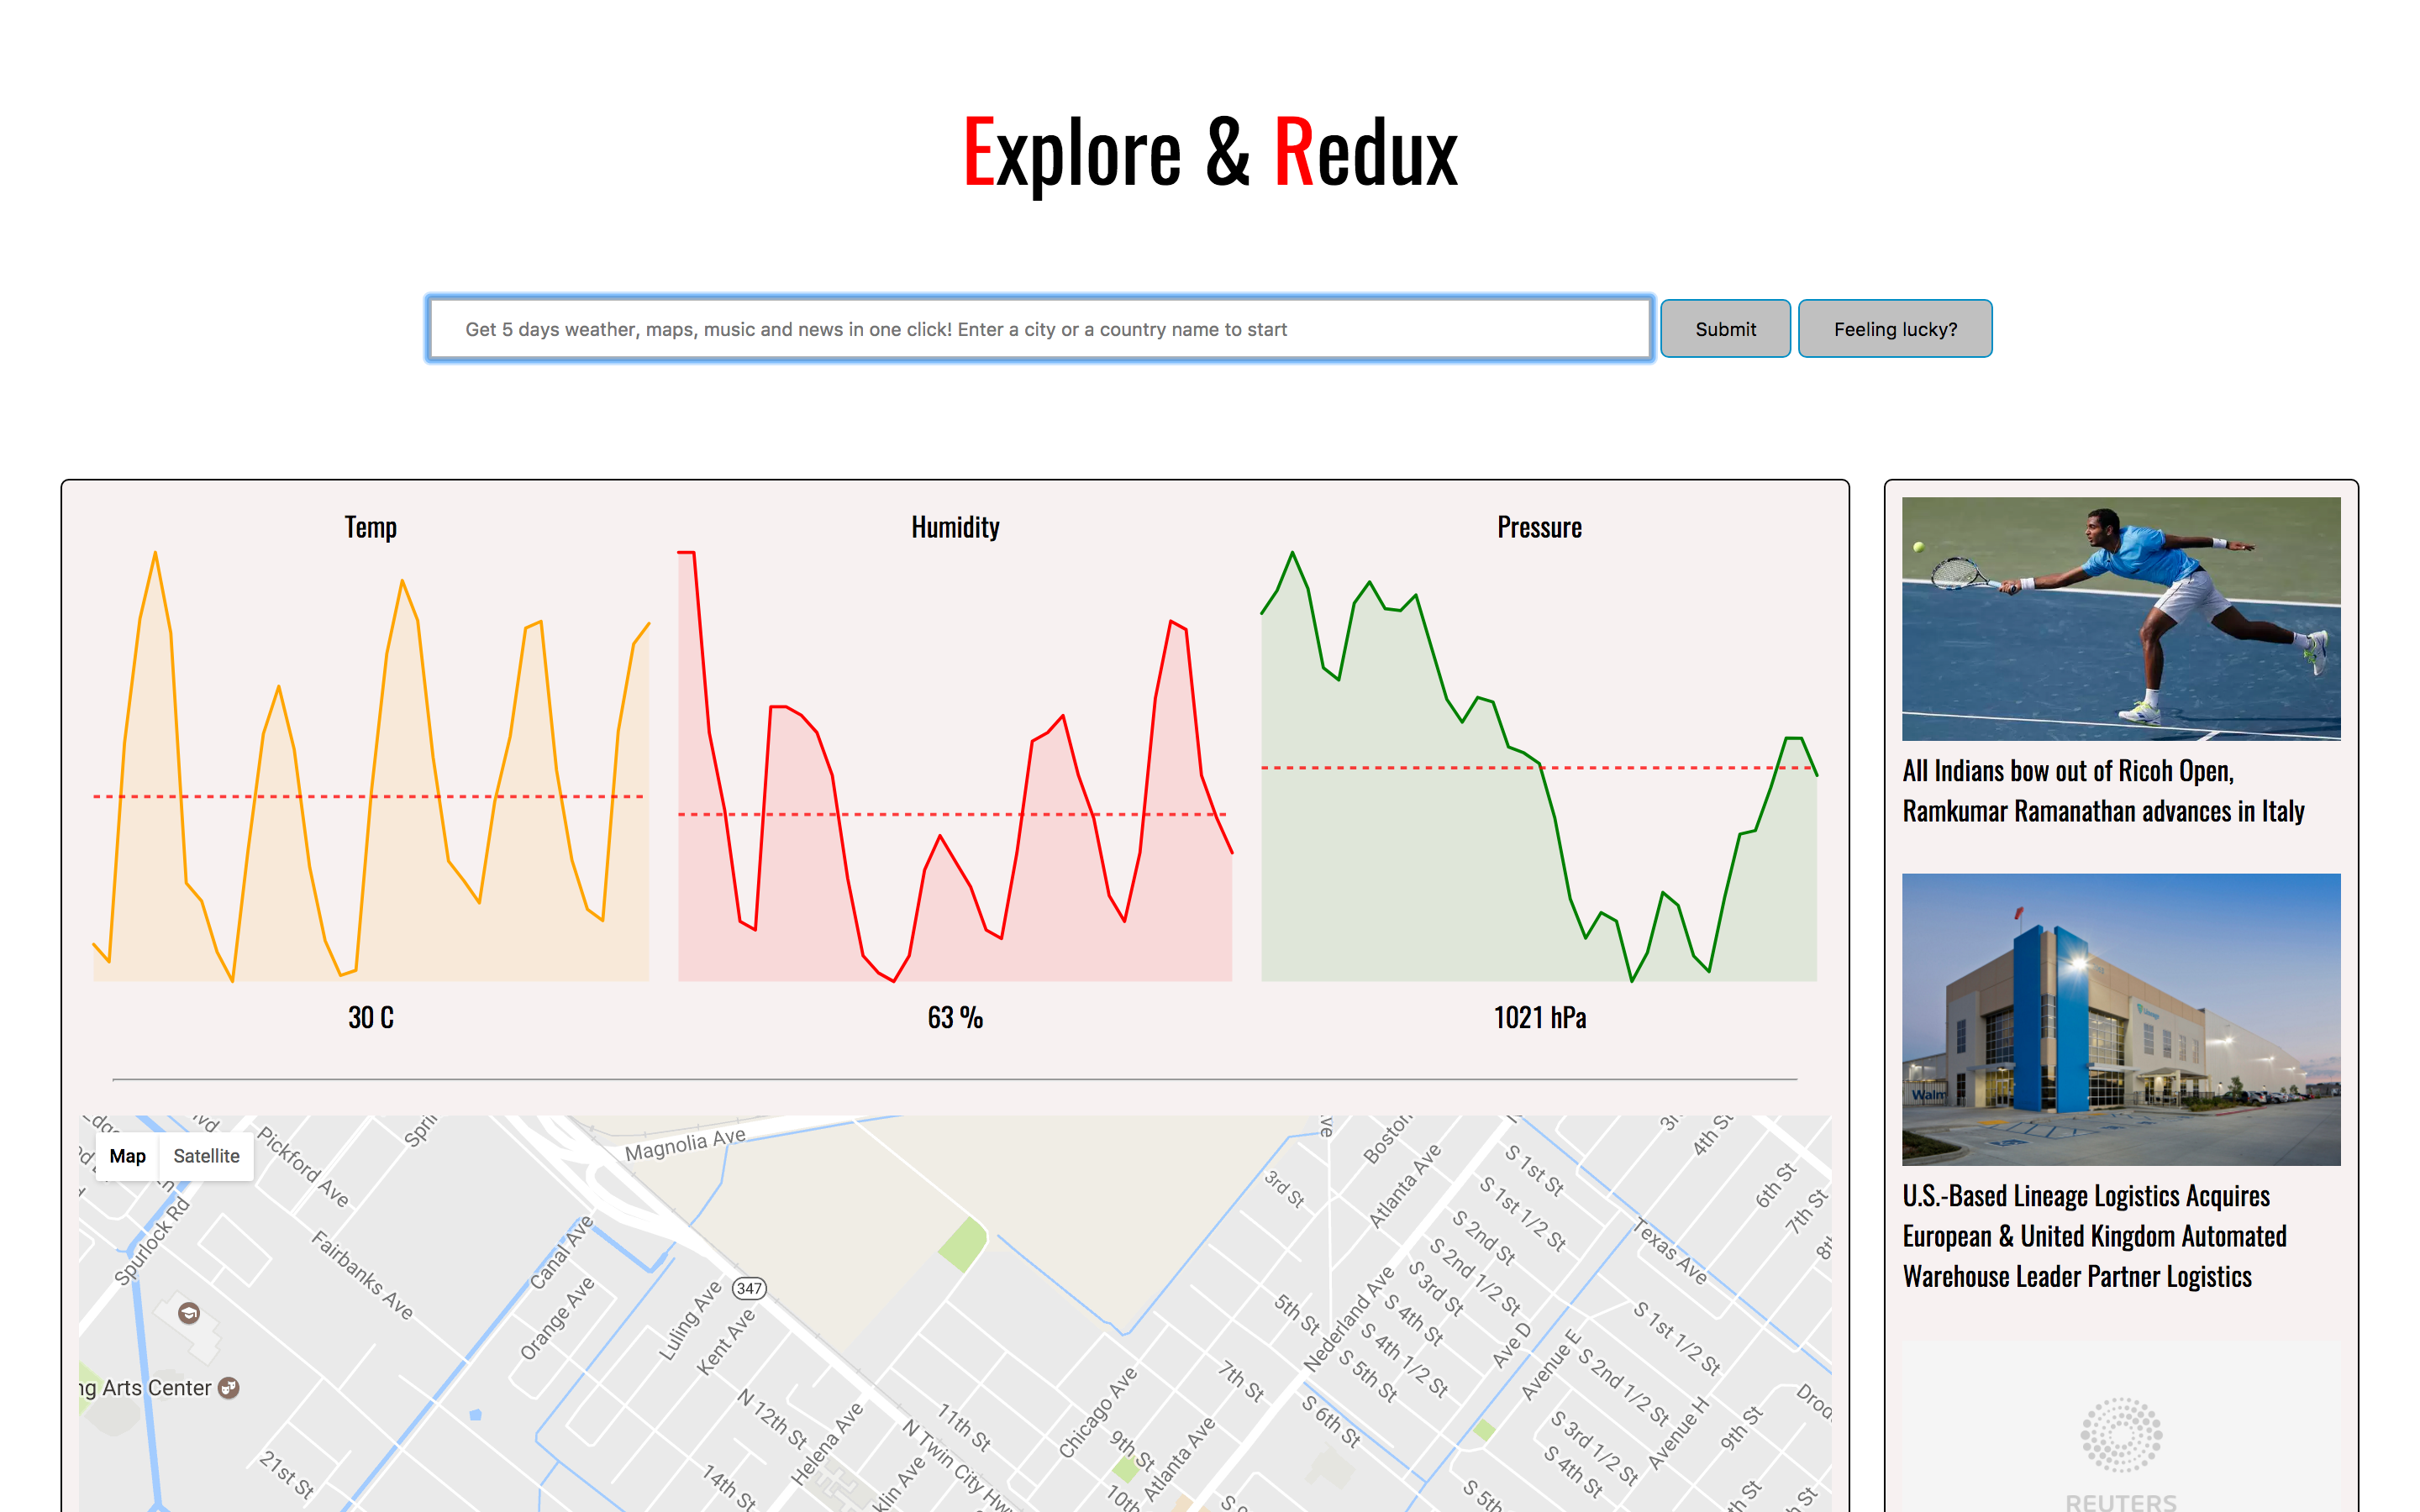 Explore & Redux
Get 5 days weather, maps, music and news in one click! Enter a city or a country name to start
Submit
Feeling lucky?
Temp
Humidity
Pressure
30 C
63 %
1021 hPa
Map
Satellite
Pickford Ave
Magnolia Ave
Spurlock Rd
Fairbanks Ave
Canal Ave
Orange Ave
Luling Ave
Kent Ave
347
Arts Center
21st St
N 12th St
Helena Ave
14th St
N Twin City Hwy
11th St
Chicago Ave
9th St
10th
Atlanta Ave
7th St
5th St
Nederland Ave
3rd St
Boston
Atlanta Ave
S 1st St
S 1st 1/2 St
S 2nd St
S 2nd 1/2 St
S 3rd St
S 4th St
S 4th 1/2 St
S 5th St
S 6th St
Ave D
Avenue E
Texas Ave
S 1st 1/2 St
S 2nd 1/2 St
S 3rd 1/2 St
S 4th St
S 5th
Avenue H
9th St
4th St
6th St
7th St
All Indians bow out of Ricoh Open,
Ramkumar Ramanathan advances in Italy
Lineage
U.S.-Based Lineage Logistics Acquires
European & United Kingdom Automated
Warehouse Leader Partner Logistics
REUTERS